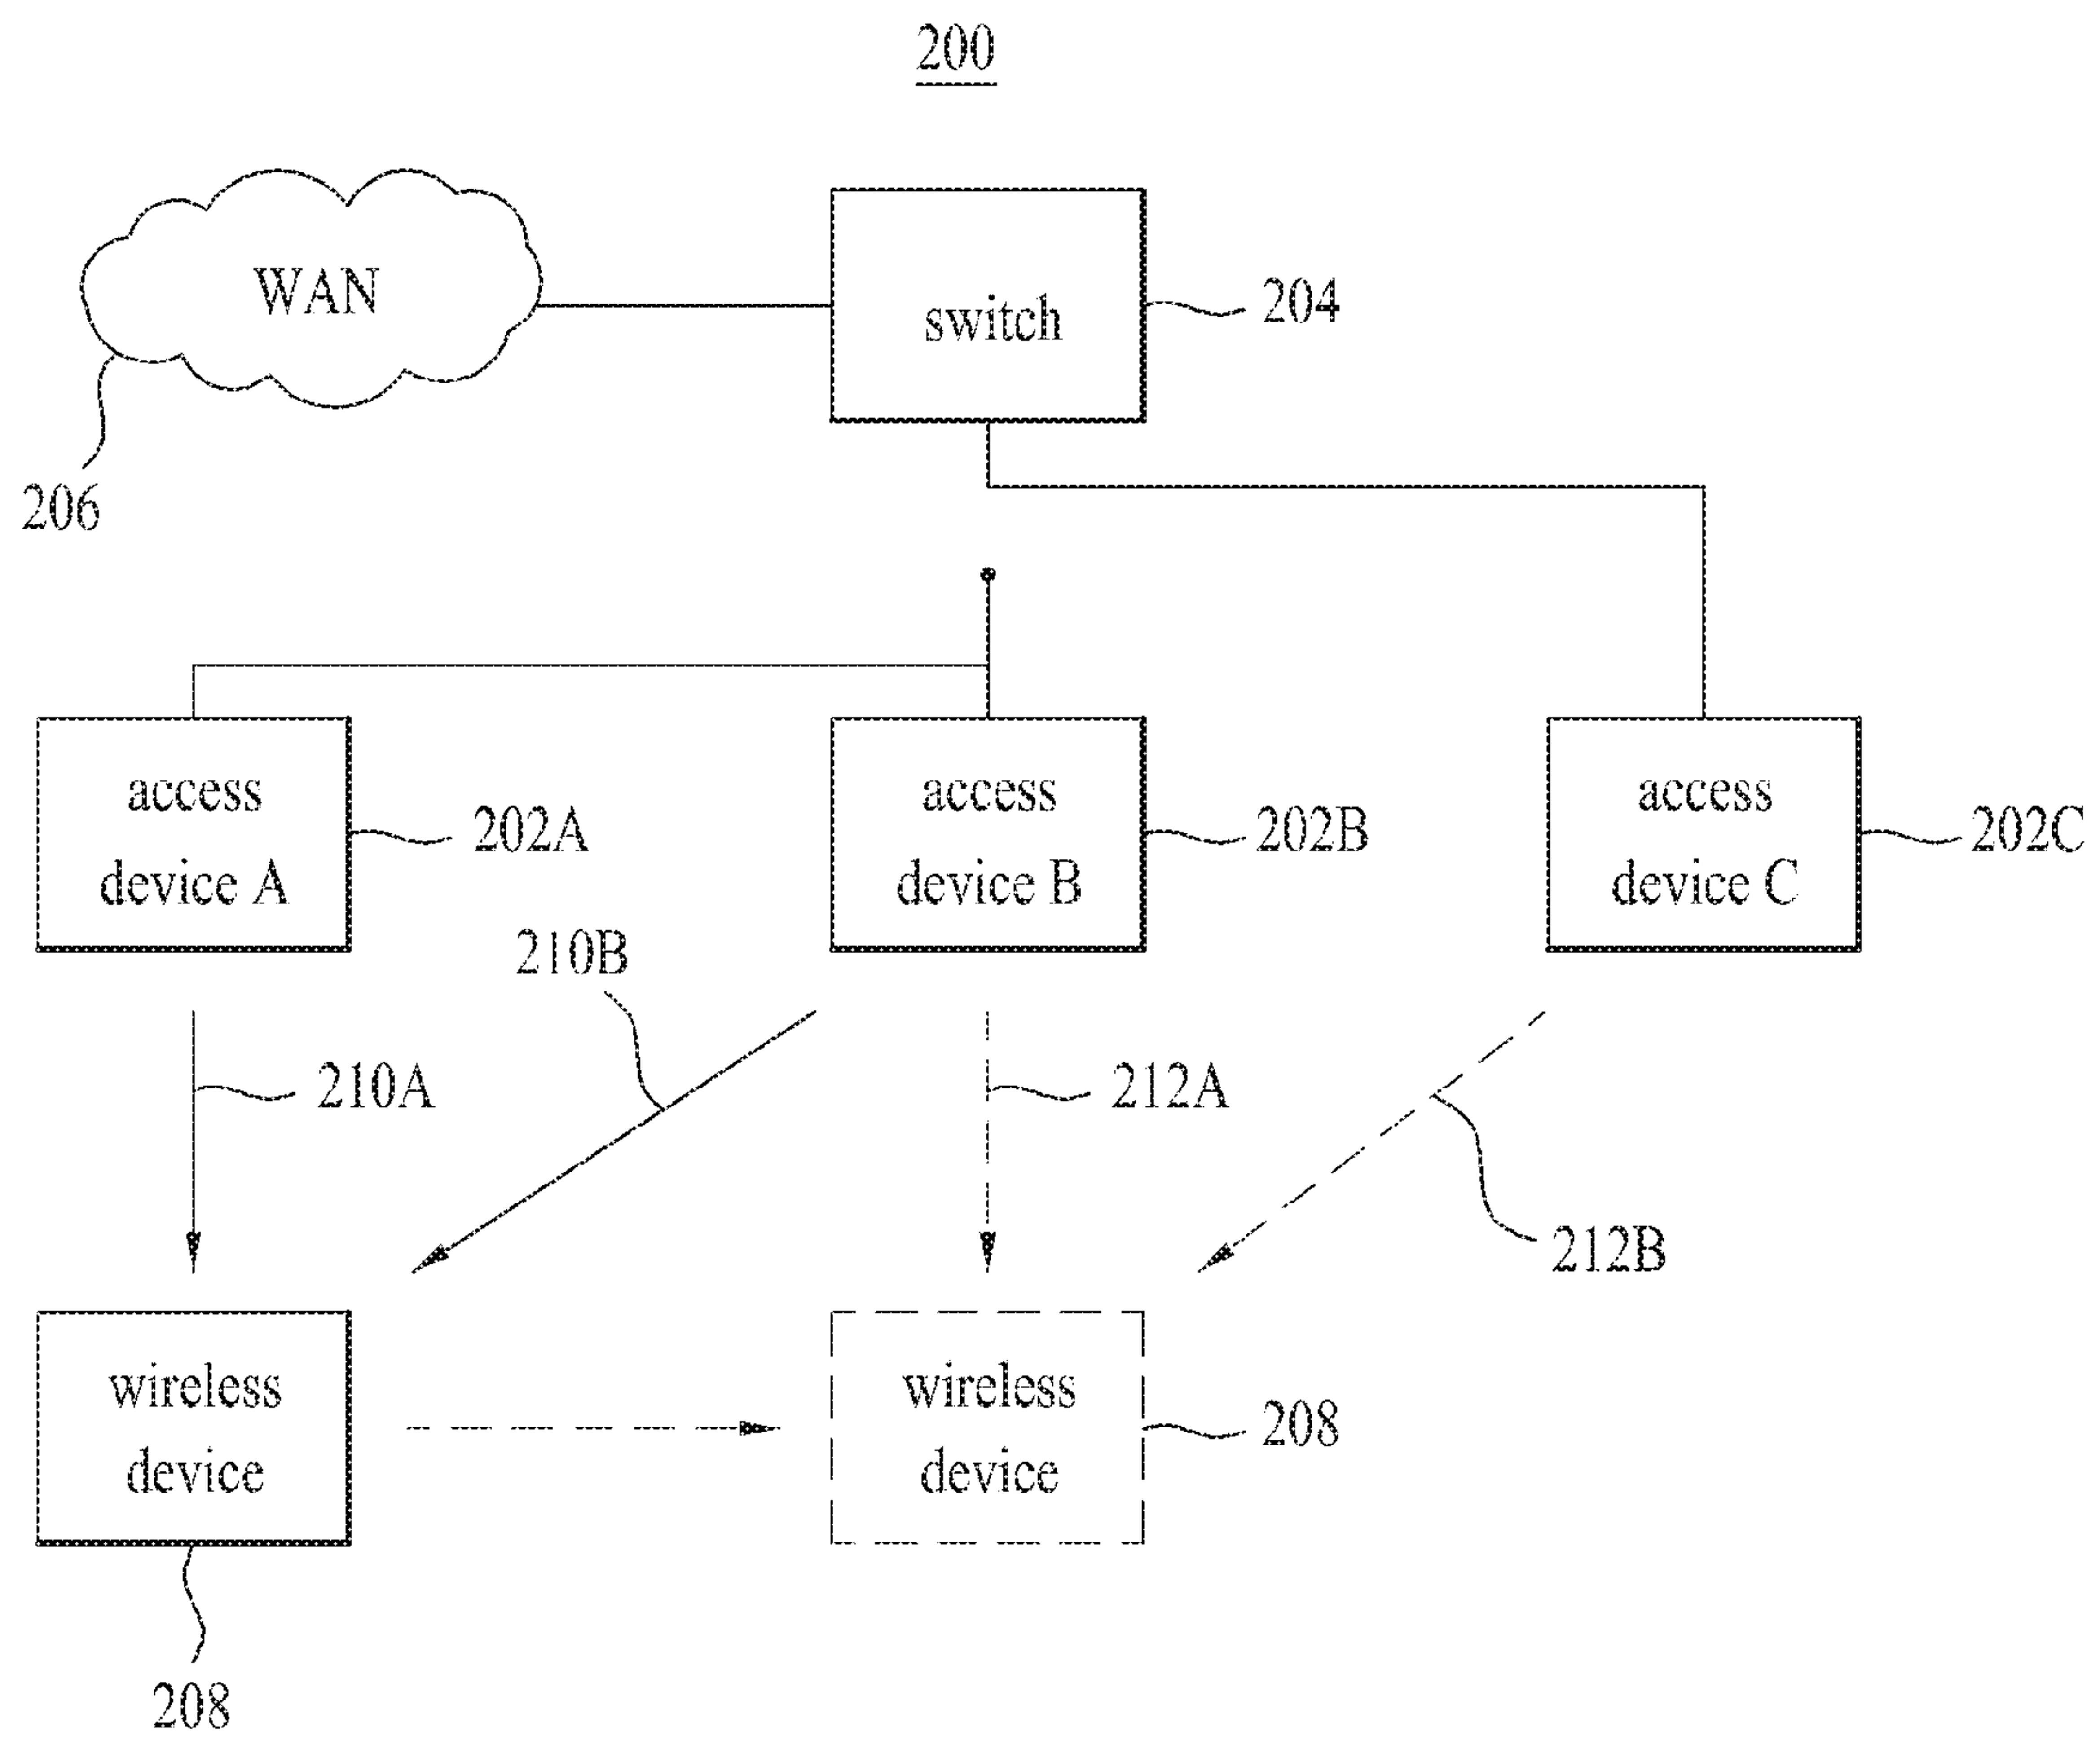 200
WAN
switch
204
206
access
device A
202A
access
device B
202B
access
device C
202C
210B
210A
212A
212B
wireless
device
wireless
device
208
208